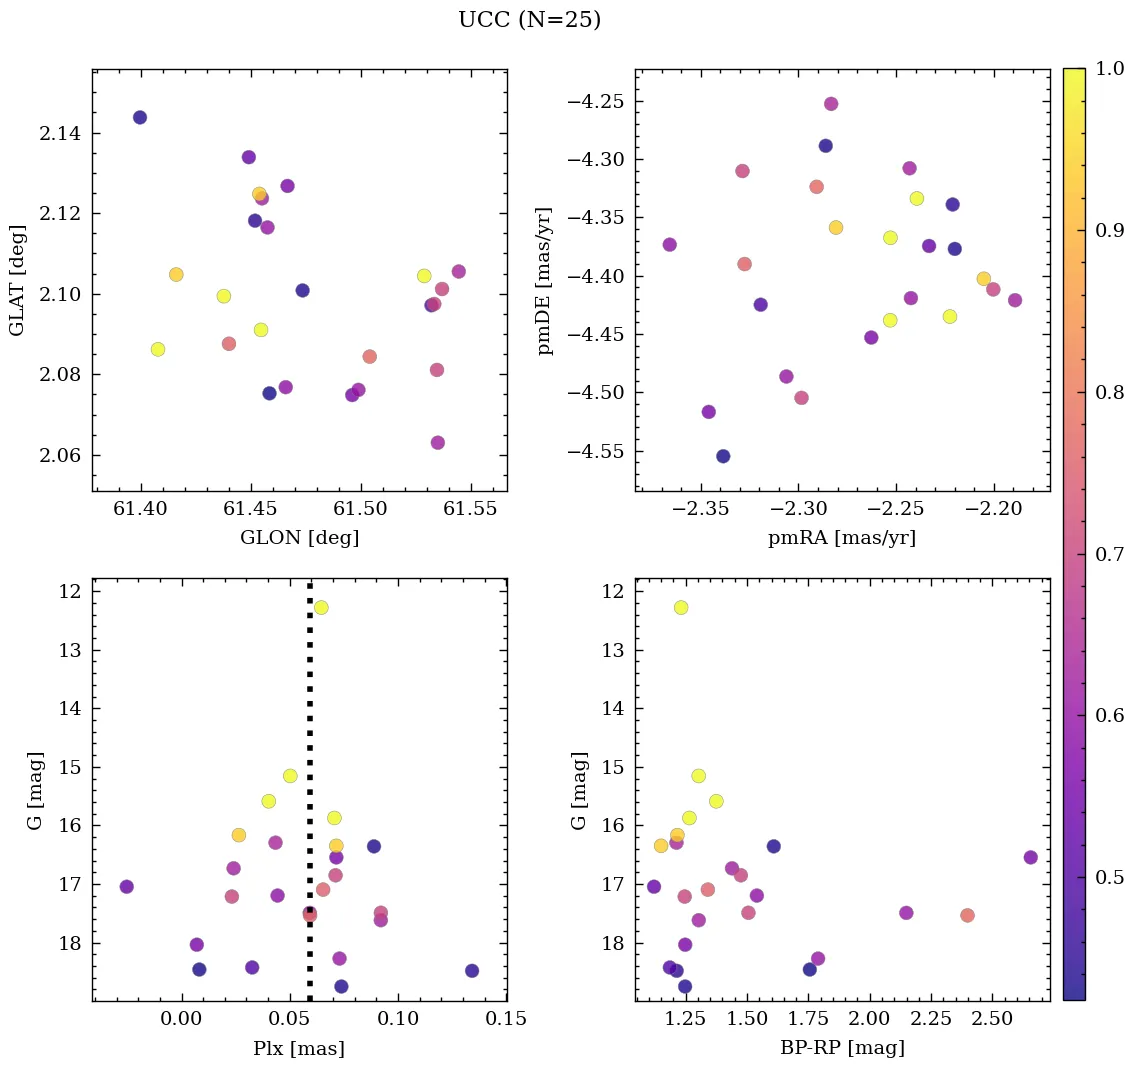 UCC (N=25)
2.14
2.12
2.10
2.08
2.06
GLAT [deg]
61.40 61.45 61.50 61.55
GLON [deg]
−4.25
−4.30
−4.35
−4.40
−4.45
−4.50
−4.55
pmDE [mas/yr]
−2.35 −2.30 −2.25 −2.20
pmRA [mas/yr]
12
13
14
15
16
17
18
G [mag]
0.00 0.05 0.10 0.15
Plx [mas]
12
13
14
15
16
17
18
G [mag]
1.25 1.50 1.75 2.00 2.25 2.50
BP-RP [mag]
1.0
0.9
0.8
0.7
0.6
0.5